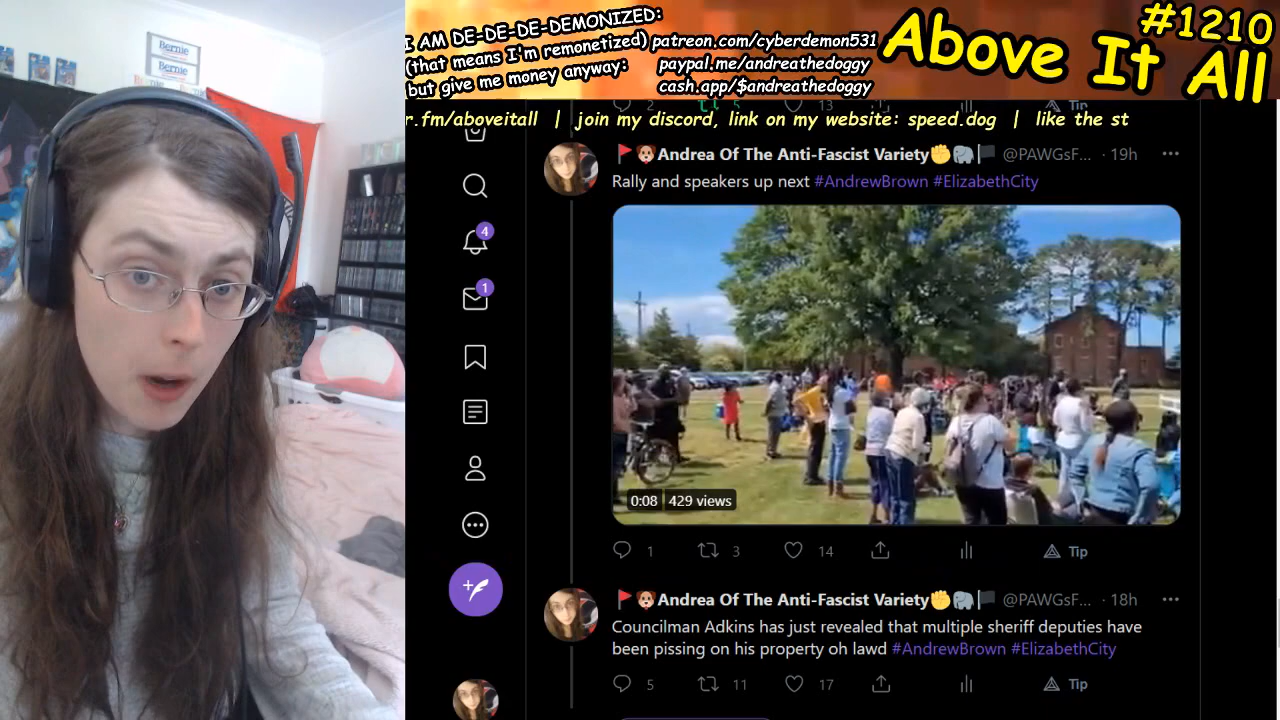 Bernie
Bernie
I AM DE-DE-DE-DEMONIZED:
(that means I'm remonetized)
but give me money anyway:
patreon.com/cyberdemon531
paypal.me/andreathedoggy
cash.app/$andreathedoggy
Above It All
#1210
r.fm/aboveitall | join my discord, link on my website: speed.dog | like the st
2 5 13 Tip
Andrea Of The Anti-Fascist Variety @PAWGsF... · 19h
Rally and speakers up next #AndrewBrown #ElizabethCity
4
1
0:08 429 views
1 3 14 Tip
Andrea Of The Anti-Fascist Variety @PAWGsF... · 18h
Councilman Adkins has just revealed that multiple sheriff deputies have
been pissing on his property oh lawd #AndrewBrown #ElizabethCity
5 11 17 Tip